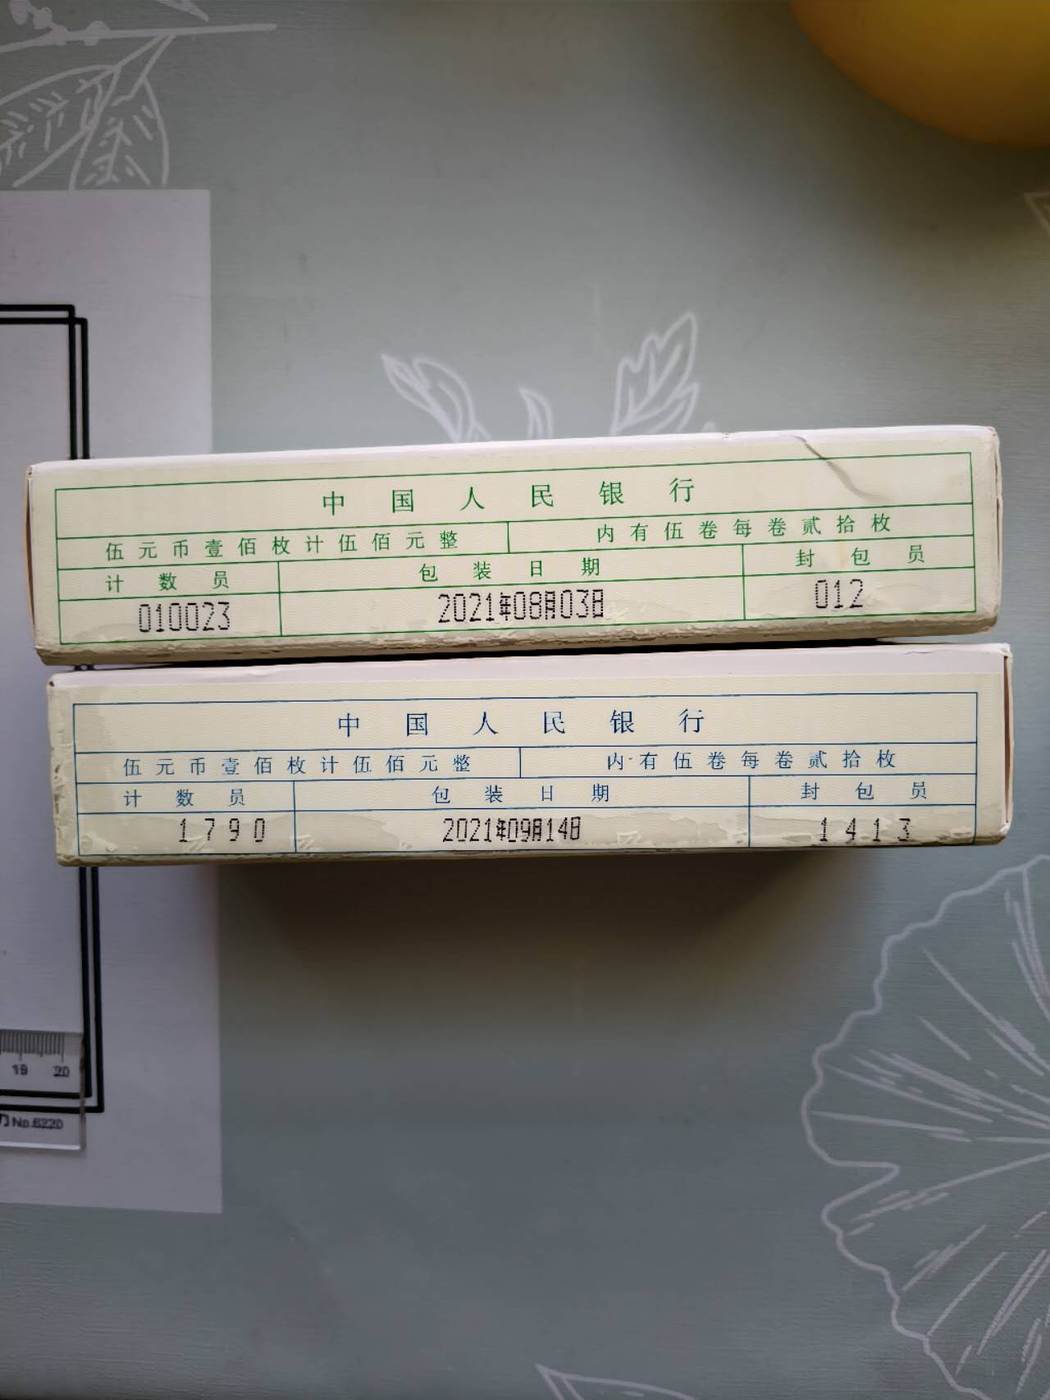 中国人民银行
伍元币壹佰枚计伍佰元整 内有伍卷每卷贰拾枚
计数员 包装日期 封包员
010023 2021年08月03日 012
中国人民银行
伍元币壹佰枚计伍佰元整 内有伍卷每卷贰拾枚
计数员 包装日期 封包员
1790 2021年09月14日 1413
19 20
No.6220